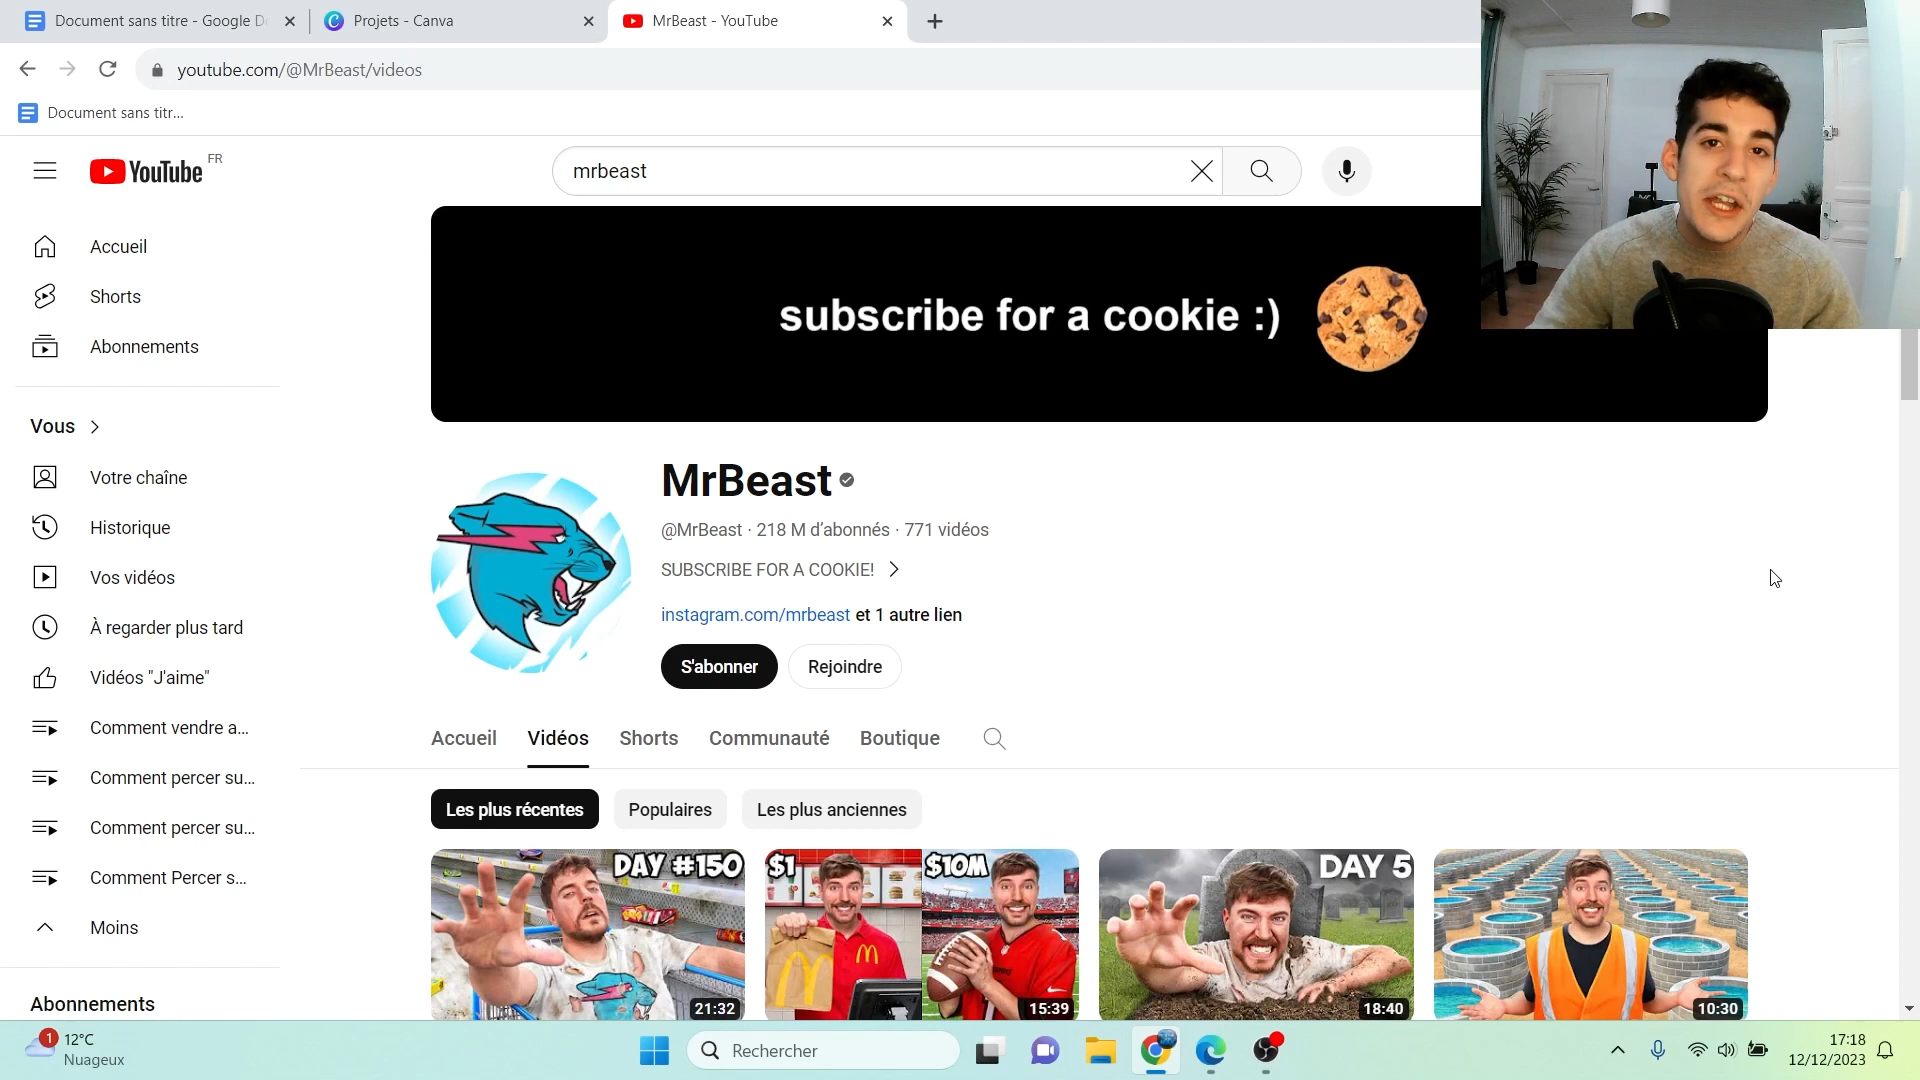 Document sans titre - Google D
Projets - Canva
MrBeast - YouTube
youtube.com/@MrBeast/videos
Document sans titr...
YouTube FR
mrbeast
Accueil
Shorts
Abonnements
Vous
Votre chaîne
Historique
Vos vidéos
À regarder plus tard
Vidéos "J'aime"
Comment vendre a...
Comment percer su...
Comment percer su...
Comment Percer s...
Moins
Abonnements
subscribe for a cookie :)
MrBeast
@MrBeast · 218 M d’abonnés · 771 vidéos
SUBSCRIBE FOR A COOKIE!
instagram.com/mrbeast et 1 autre lien
S'abonner
Rejoindre
Accueil
Vidéos
Shorts
Communauté
Boutique
Les plus récentes
Populaires
Les plus anciennes
DAY #150
21:32
$1
$10M
15:39
DAY 5
18:40
10:30
1
12°C
Nuageux
Rechercher
17:18
12/12/2023